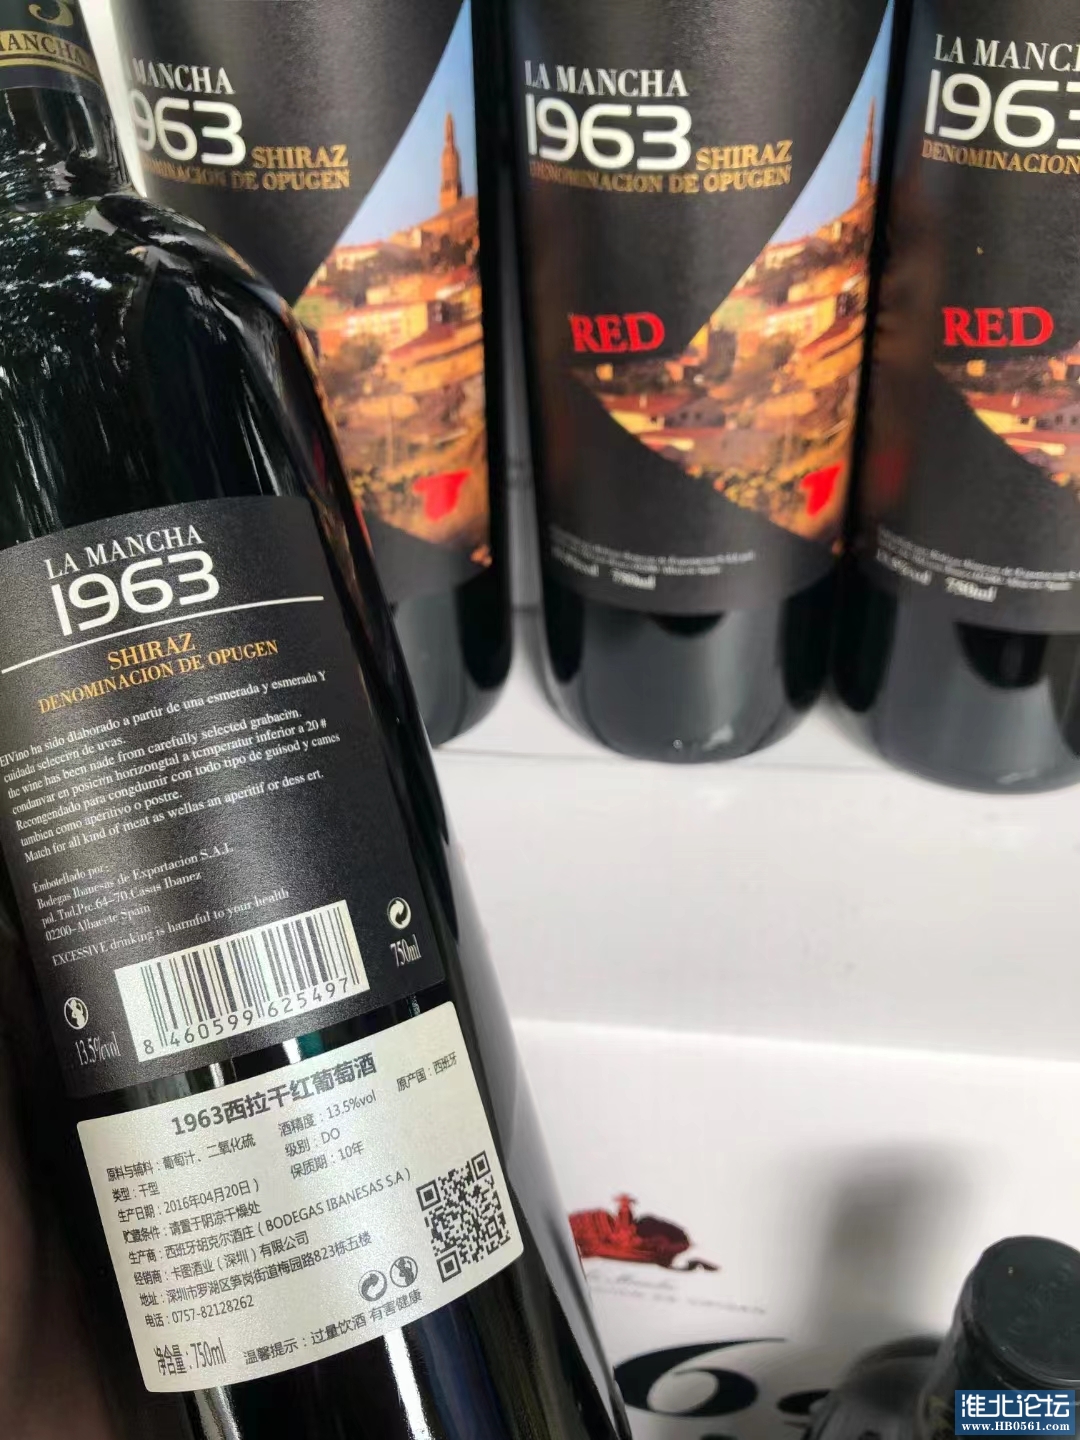 MANCHA
MANCHA
963 SHIRAZ
DENOMINACION DE OPUGEN
LA MANCHA
1963 SHIRAZ
DENOMINACION DE OPUGEN
RED
750ml
LA MANCH
1963
DENOMINACION
RED
750ml
LA MANCHA
1963
SHIRAZ
DENOMINACION DE OPUGEN
ElVino ha sido dlaborado a partir de una esmerada y esmerada Y
cuidada selección de uvas.
the wine has been nade from carefully selected grabación.
condanvar en posición horizongtal a temperatur inferior a 20 #
Recongendado para congdumir con todo tipo de guisod y cames
tambien como aperitivo o postre.
Match for all kind of meat as wellas an aperitif or dess ert.
Embotellado por:
Bodegas Ibanesas de Exportacion S.A.L
pol.Tnd,Prc.64-70.Casas Ibanez
02200-Albacete Spain
EXCESSIVE drinking is harmful to your health
8 460599 625497
750ml
13.5%vol
1963西拉干红葡萄酒
原料与辅料：葡萄汁、二氧化硫
酒精度：13.5%vol
原产国：西班牙
类型：干型
级别：DO
生产日期：2016年04月20日）
保质期：10年
贮藏条件：请置于阴凉干燥处
生产商：西班牙胡克尔酒庄（BODEGAS IBANESAS S.A）
经销商：卡图酒业（深圳）有限公司
地址：深圳市罗湖区笋岗街道梅园路823栋五楼
电话：0757-82128262
净含量：750ml
温馨提示：过量饮酒 有害健康
淮北论坛
www.HB0561.com